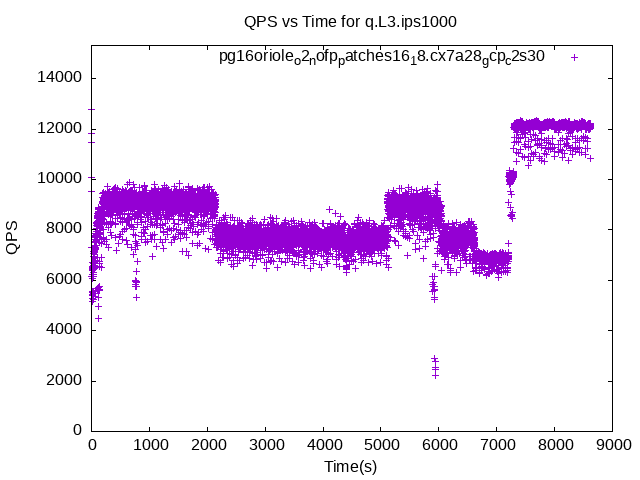 QPS vs Time for q.L3.ips1000
pg16oriole_o2_nofp_patches16_18.cx7a28_gcp_c2s30
14000
12000
10000
8000
6000
4000
2000
0
QPS
0 1000 2000 3000 4000 5000 6000 7000 8000 9000
Time(s)